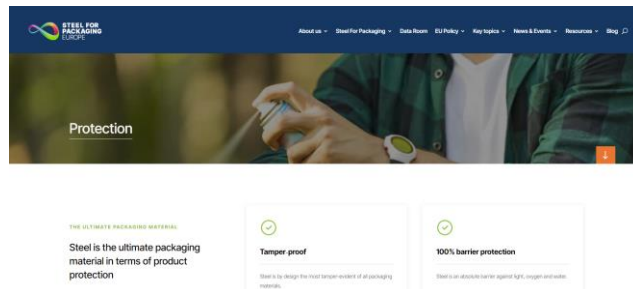 STEEL FOR
PACKAGING
EUROPE
About us Steel For Packaging Data Room EU Policy Key topics News & Events Resources Blog
Protection
THE ULTIMATE PACKAGING MATERIAL
Steel is the ultimate packaging
material in terms of product
protection
Tamper-proof
Steel is by design the most tamper-evident of all packaging
materials.
100% barrier protection
Steel is an absolute barrier against light, oxygen and water.